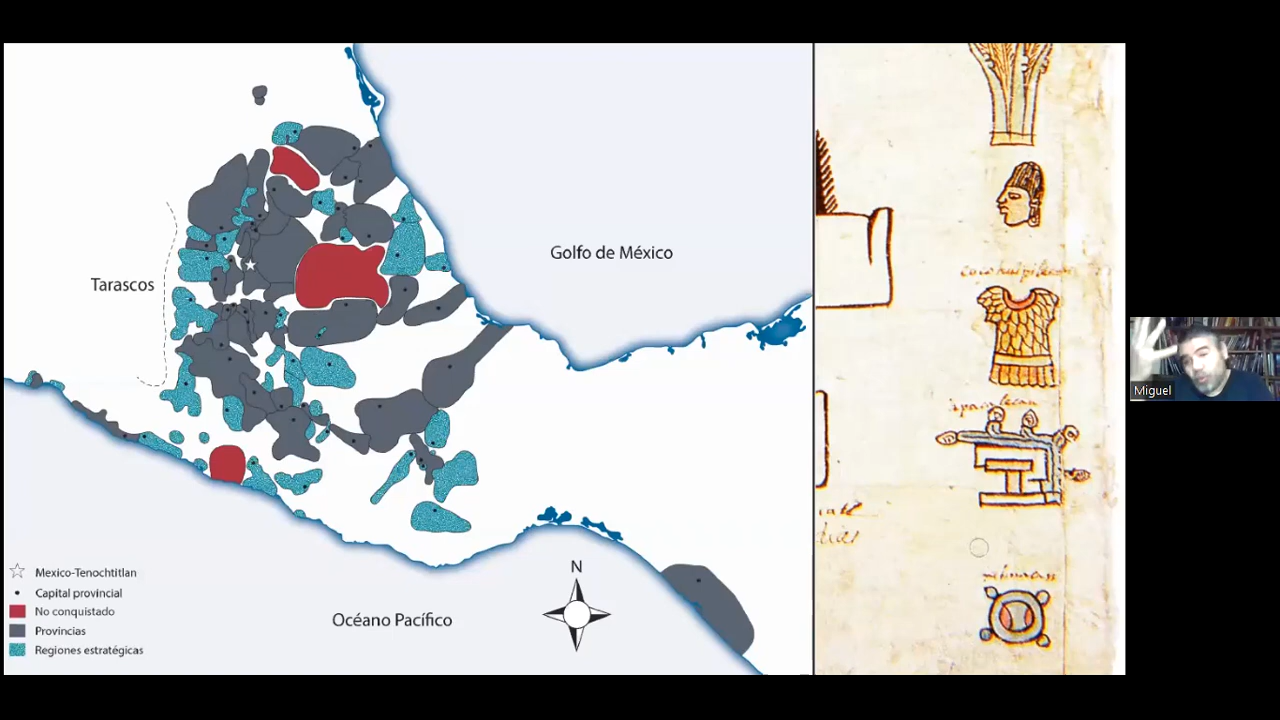 Golfo de México
Tarascos
N
Mexico-Tenochtitlan
Capital provincial
No conquistado
Provincias
Regiones estratégicas
Océano Pacífico
Miguel